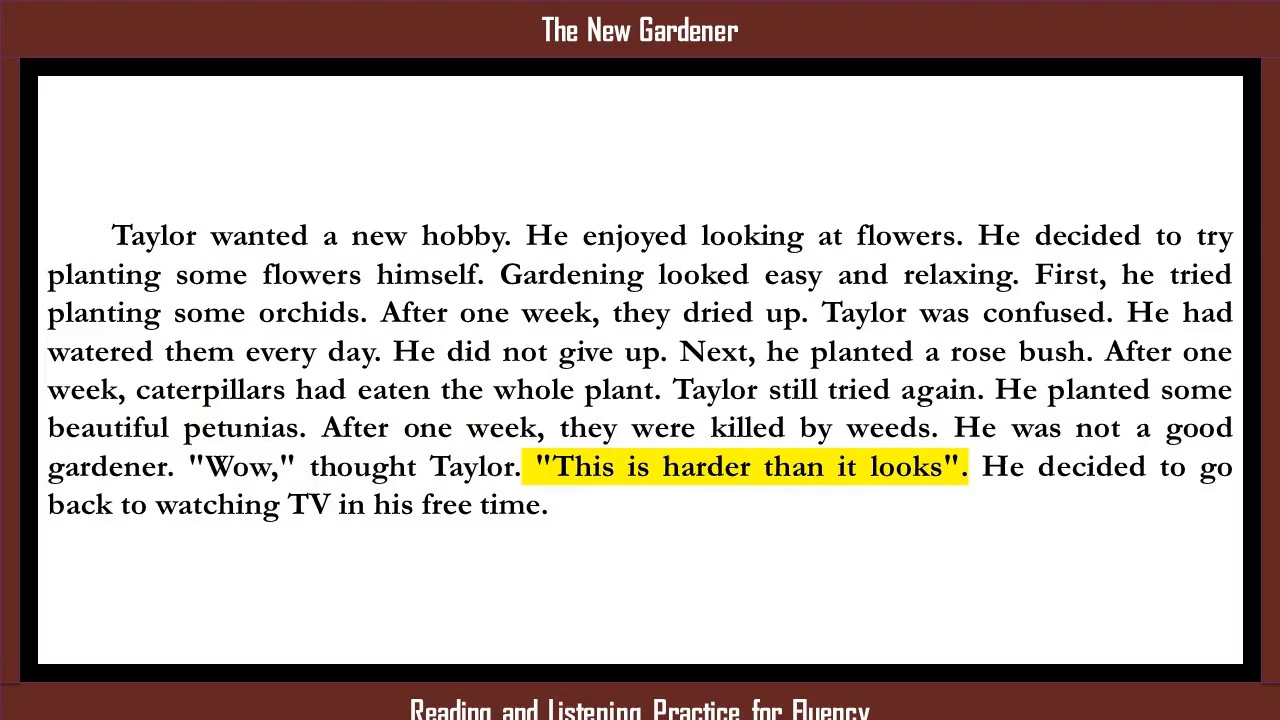 The New Gardener
Taylor wanted a new hobby. He enjoyed looking at flowers. He decided to try
planting some flowers himself. Gardening looked easy and relaxing. First, he tried
planting some orchids. After one week, they dried up. Taylor was confused. He had
watered them every day. He did not give up. Next, he planted a rose bush. After one
week, caterpillars had eaten the whole plant. Taylor still tried again. He planted some
beautiful petunias. After one week, they were killed by weeds. He was not a good
gardener. "Wow," thought Taylor. "This is harder than it looks". He decided to go
back to watching TV in his free time.
Reading and Listening Practice for Fluency